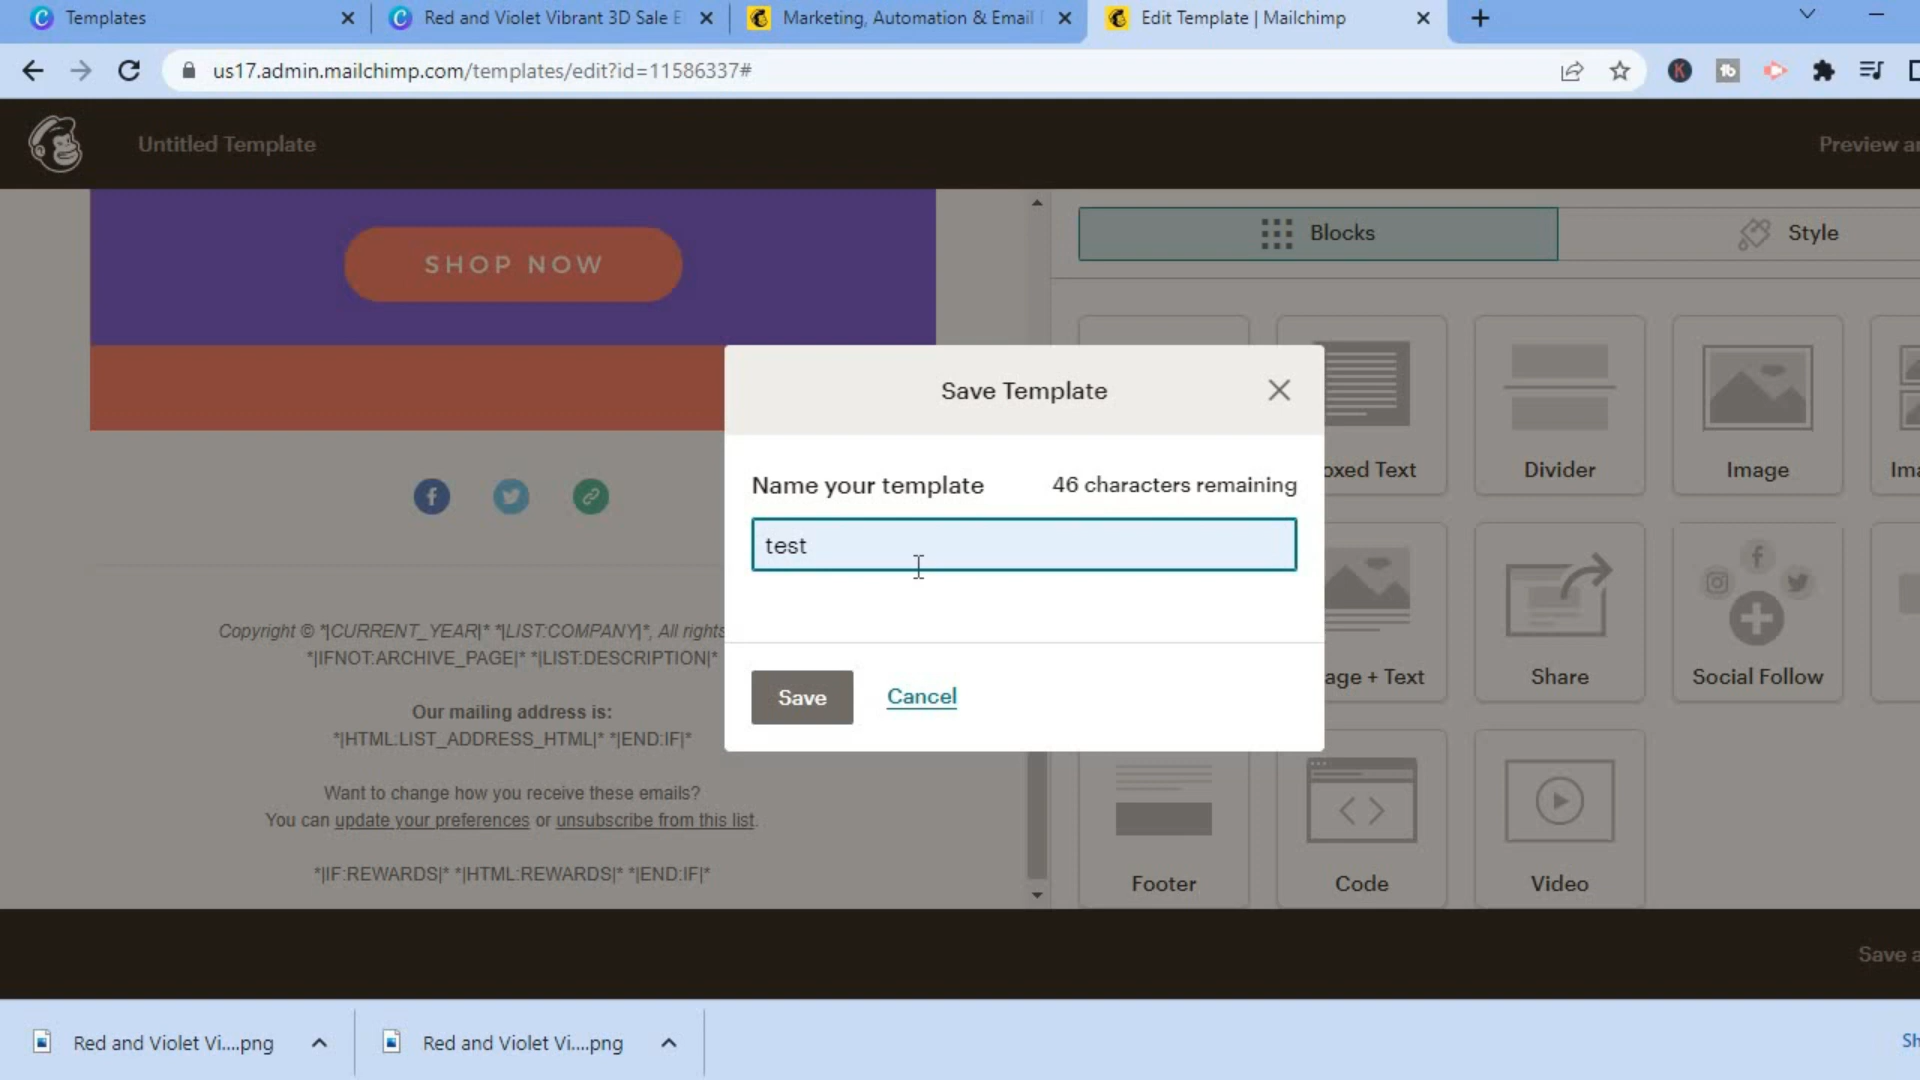 Templates
Red and Violet Vibrant 3D Sale E
Marketing, Automation & Email
Edit Template | Mailchimp
us17.admin.mailchimp.com/templates/edit?id=11586337#
K
tb
Untitled Template
Preview an
SHOP NOW
Blocks
Style
Save Template
Name your template
46 characters remaining
test
Save
Cancel
oxed Text
Divider
Image
Ima
age + Text
Share
Social Follow
Footer
Code
Video
Copyright © *|CURRENT_YEAR|* *|LIST:COMPANY|*, All rights
*|IFNOT:ARCHIVE_PAGE|* *|LIST:DESCRIPTION|*
Our mailing address is:
*|HTML:LIST_ADDRESS_HTML|* *|END:IF|*
Want to change how you receive these emails?
You can update your preferences or unsubscribe from this list.
*|IF:REWARDS|* *|HTML:REWARDS|* *|END:IF|*
Save a
Red and Violet Vi....png
Red and Violet Vi....png
Sh